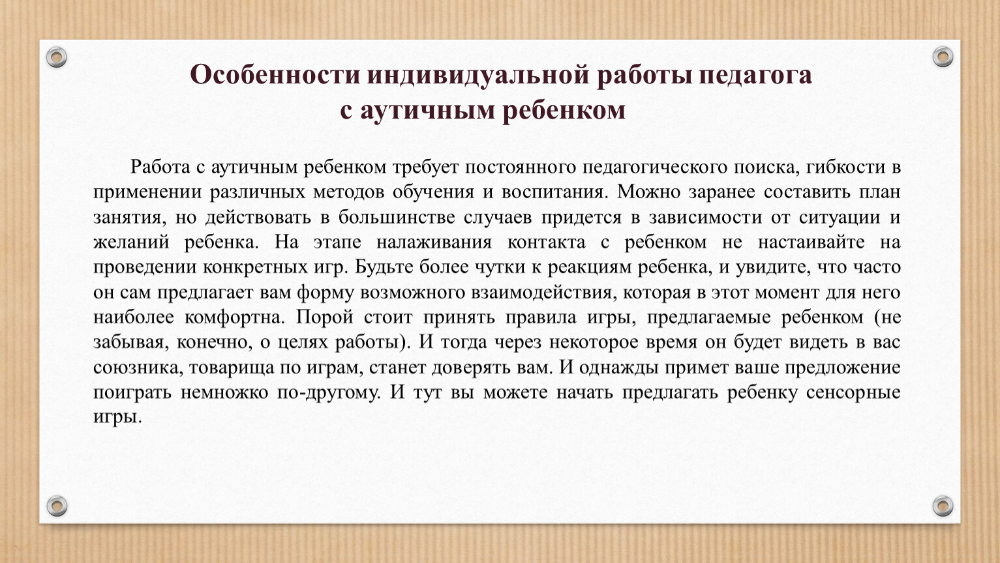 Особенности индивидуальной работы педагога
с аутичным ребенком
Работа с аутичным ребенком требует постоянного педагогического поиска, гибкости в
применении различных методов обучения и воспитания. Можно заранее составить план
занятия, но действовать в большинстве случаев придется в зависимости от ситуации и
желаний ребенка. На этапе налаживания контакта с ребенком не настаивайте на
проведении конкретных игр. Будьте более чутки к реакциям ребенка, и увидите, что часто
он сам предлагает вам форму возможного взаимодействия, которая в этот момент для него
наиболее комфортна. Порой стоит принять правила игры, предлагаемые ребенком (не
забывая, конечно, о целях работы). И тогда через некоторое время он будет видеть в вас
союзника, товарища по играм, станет доверять вам. И однажды примет ваше предложение
поиграть немножко по-другому. И тут вы можете начать предлагать ребенку сенсорные
игры.